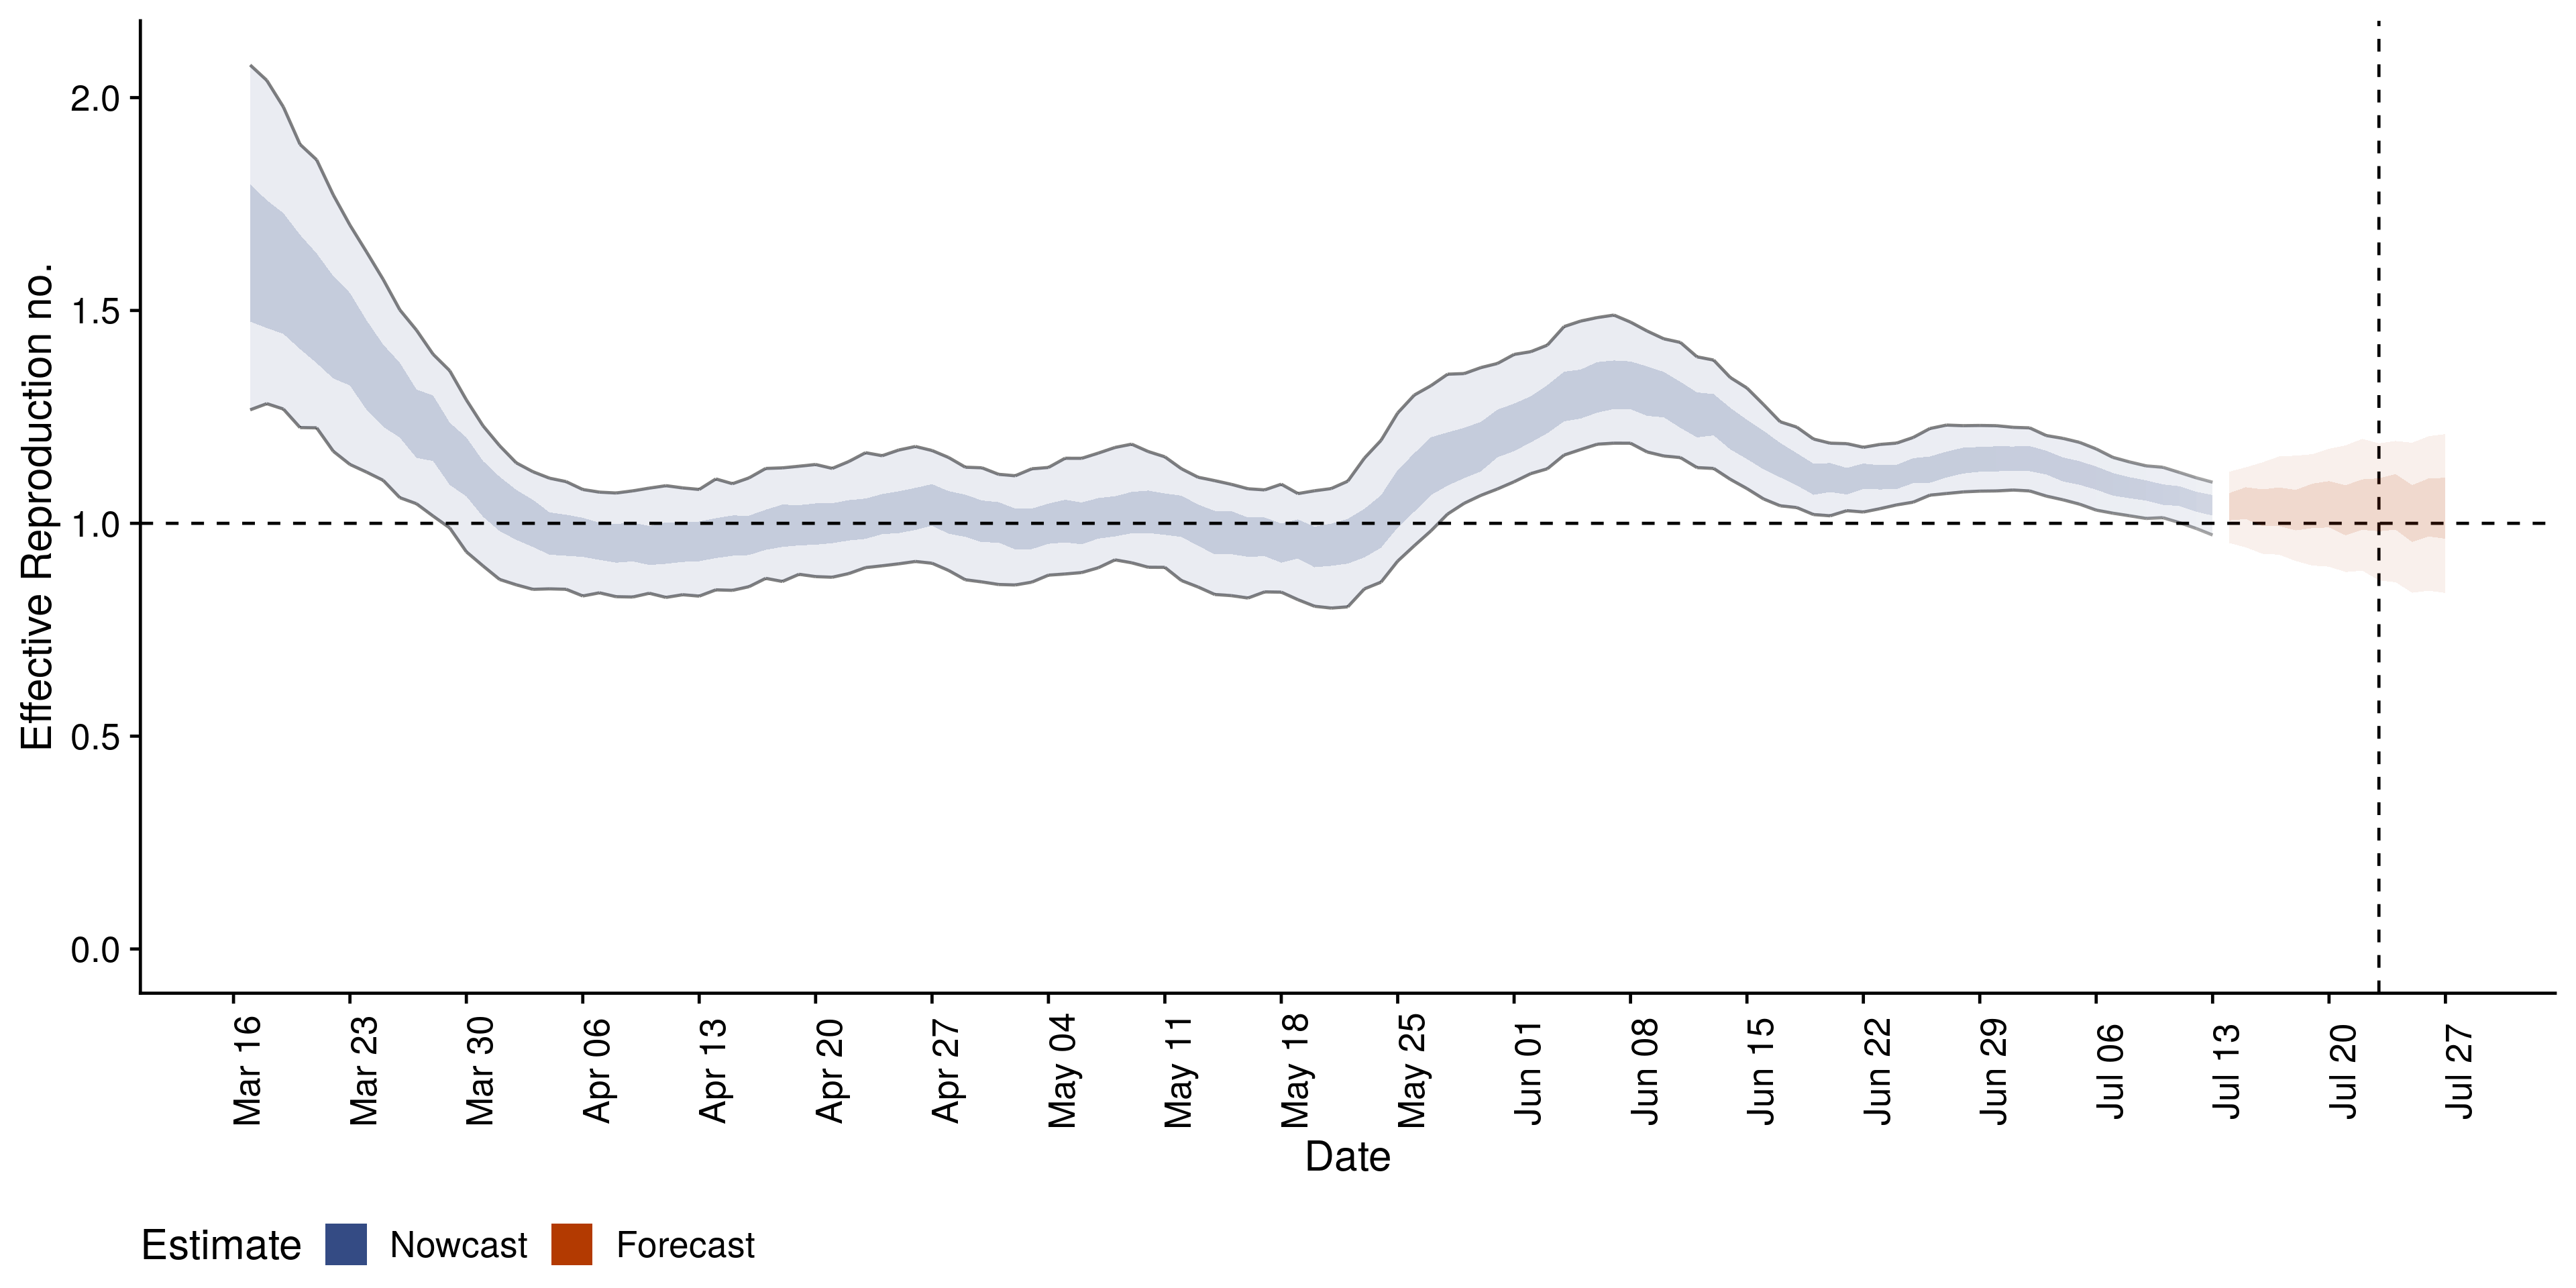 Effective Reproduction no.
2.0
1.5
1.0
0.5
0.0
Mar 16
Mar 23
Mar 30
Apr 06
Apr 13
Apr 20
Apr 27
May 04
May 11
May 18
May 25
Jun 01
Jun 08
Jun 15
Jun 22
Jun 29
Jul 06
Jul 13
Jul 20
Jul 27
Date
Estimate Nowcast Forecast